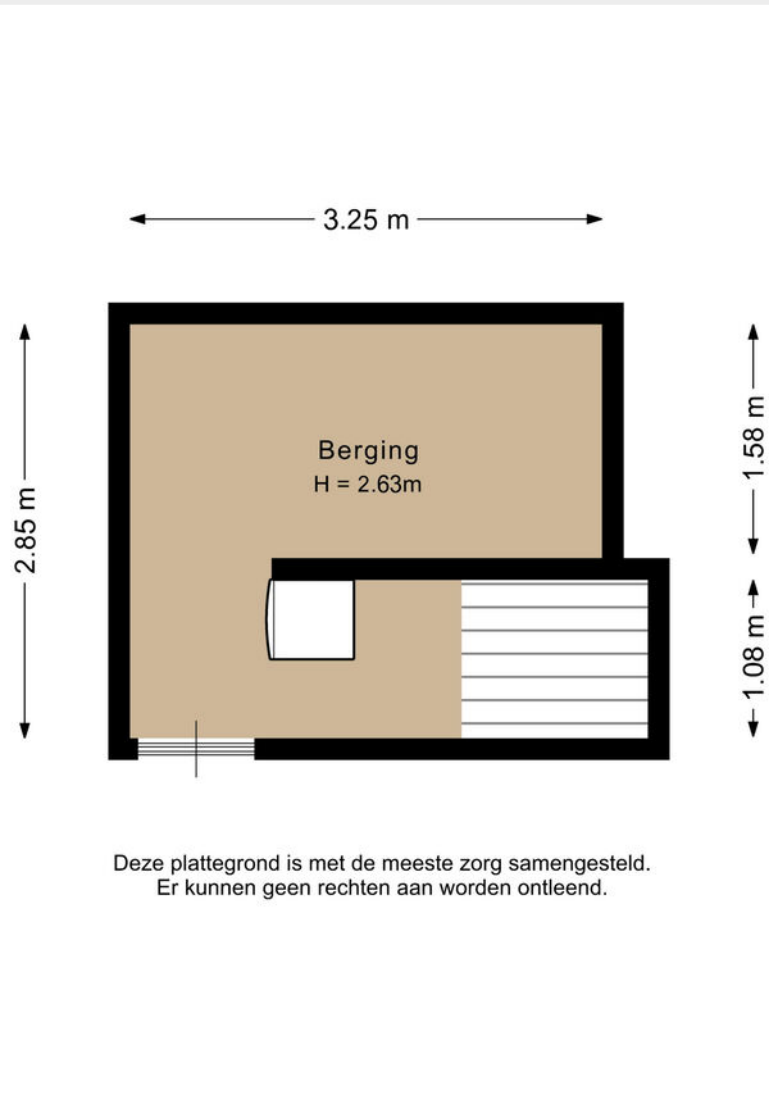 3.25 m
2.85 m
1.58 m
Berging
H = 2.63m
1.08 m
Deze plattegrond is met de meeste zorg samengesteld.
Er kunnen geen rechten aan worden ontleend.